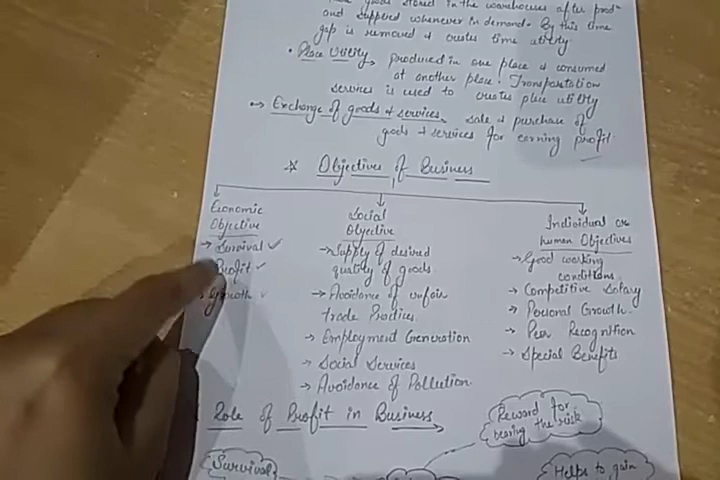 goods stored in the warehouses after prod-
and supplied whenever in demand. By this time
gap is removed & creates time utility
• Place Utility → Produced in one place & consumed
at another place. Transportation
services is used to creates place utility
→ Exchange of goods & services. Sale & purchase of
goods & services for earning profit.
☆ Objectives of Business
Economic
Objective
→ Survival ✓
Profit ✓
→ Growth ✓
Social
Objective
→ Supply of desired
quality of goods
→ Avoidance of unfair
trade Practices.
→ Employment Generation
→ Social Services
→ Avoidance of Pollution.
Individual or
human Objectives
→ Good working
conditions.
→ Competitive Salary
→ Personal Growth.
→ Peer Recognition
→ Special Benefits
Role of Profit in Business
Reward for
bearing the risk
Survival
Helps to gain